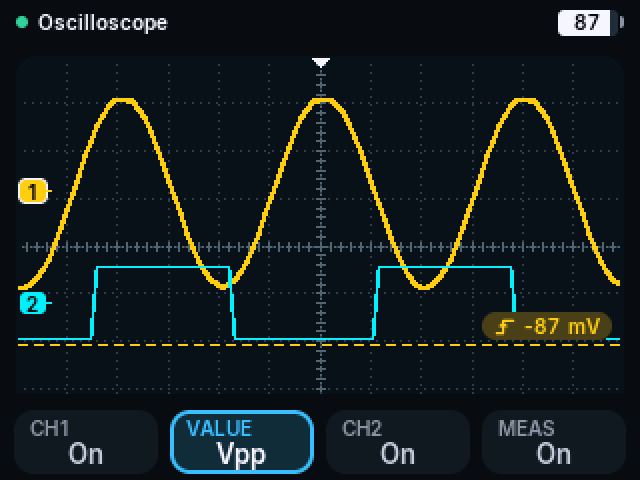 Oscilloscope
87
1
2
-87 mV
CH1
On
VALUE
Vpp
CH2
On
MEAS
On